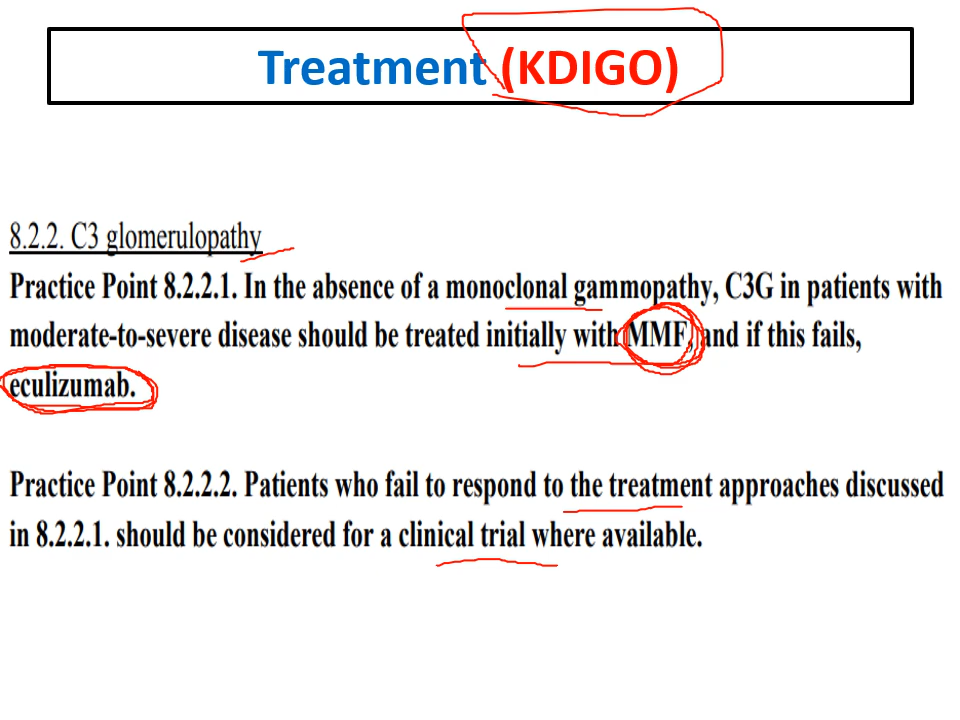 Treatment (KDIGO)
8.2.2. C3 glomerulopathy
Practice Point 8.2.2.1. In the absence of a monoclonal gammopathy, C3G in patients with
moderate-to-severe disease should be treated initially with MMF, and if this fails,
eculizumab.
Practice Point 8.2.2.2. Patients who fail to respond to the treatment approaches discussed
in 8.2.2.1. should be considered for a clinical trial where available.